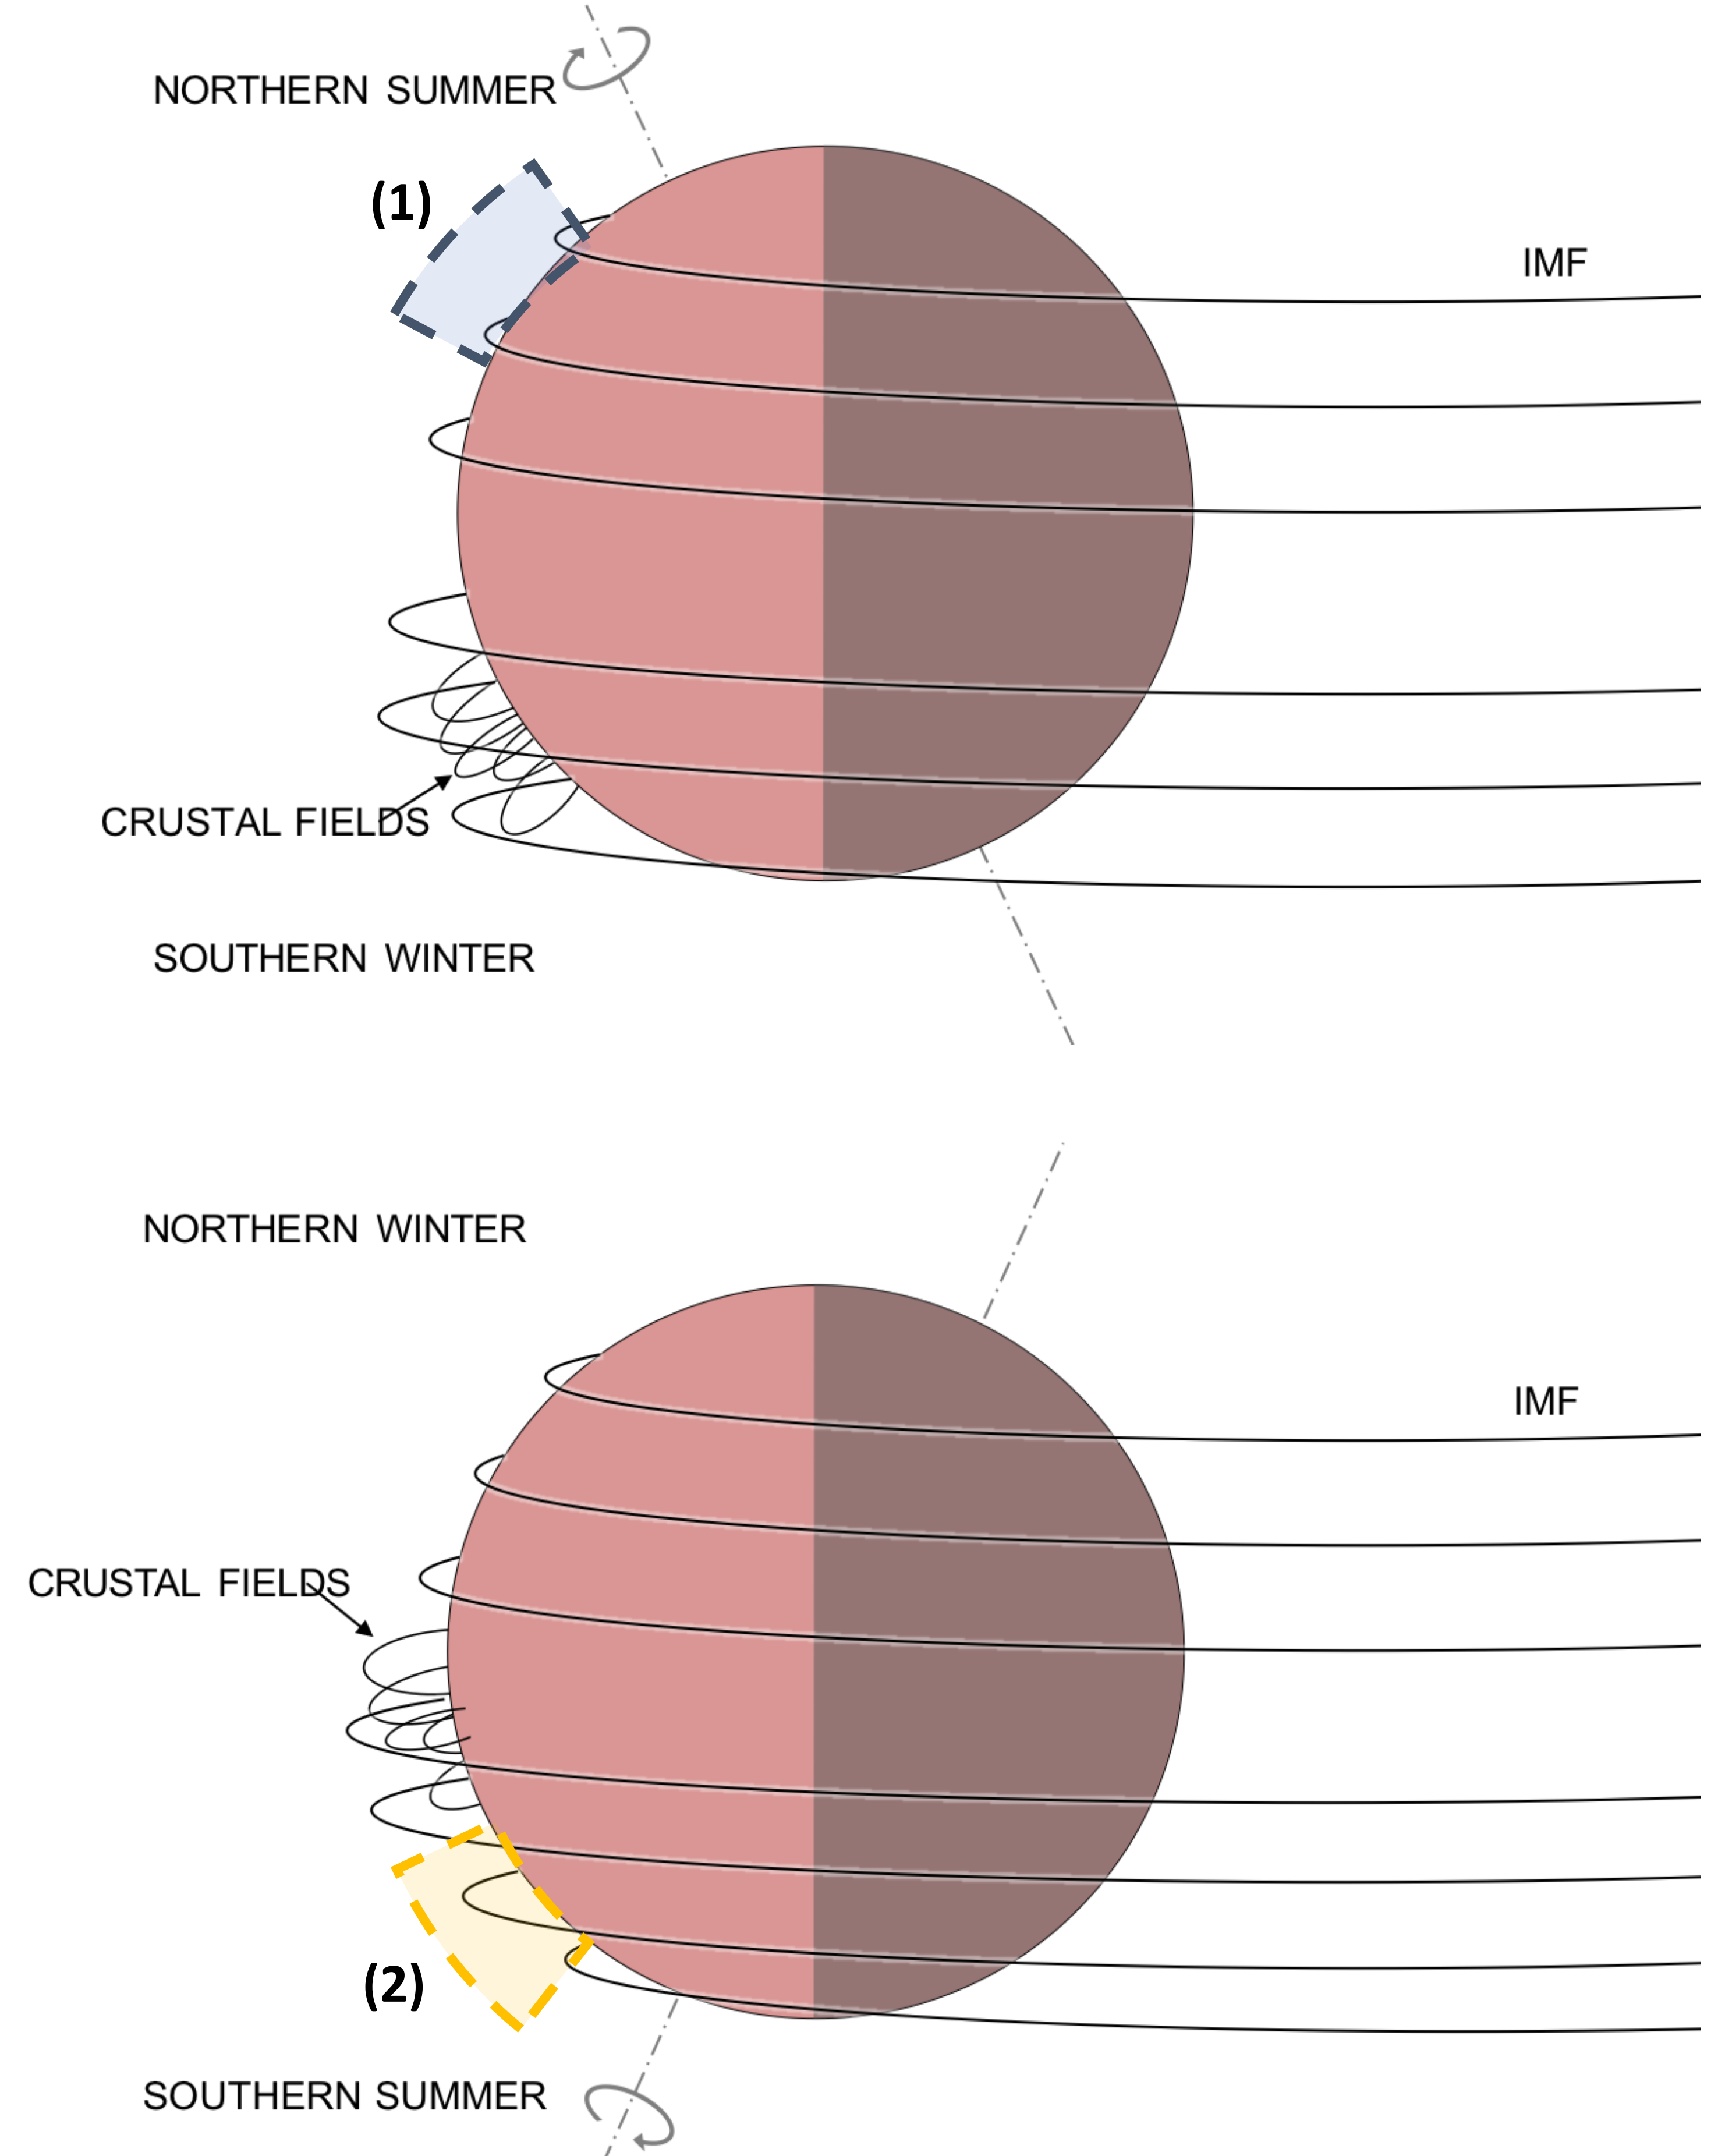 NORTHERN SUMMER
(1)
IMF
CRUSTAL FIELDS
SOUTHERN WINTER
NORTHERN WINTER
IMF
CRUSTAL FIELDS
(2)
SOUTHERN SUMMER